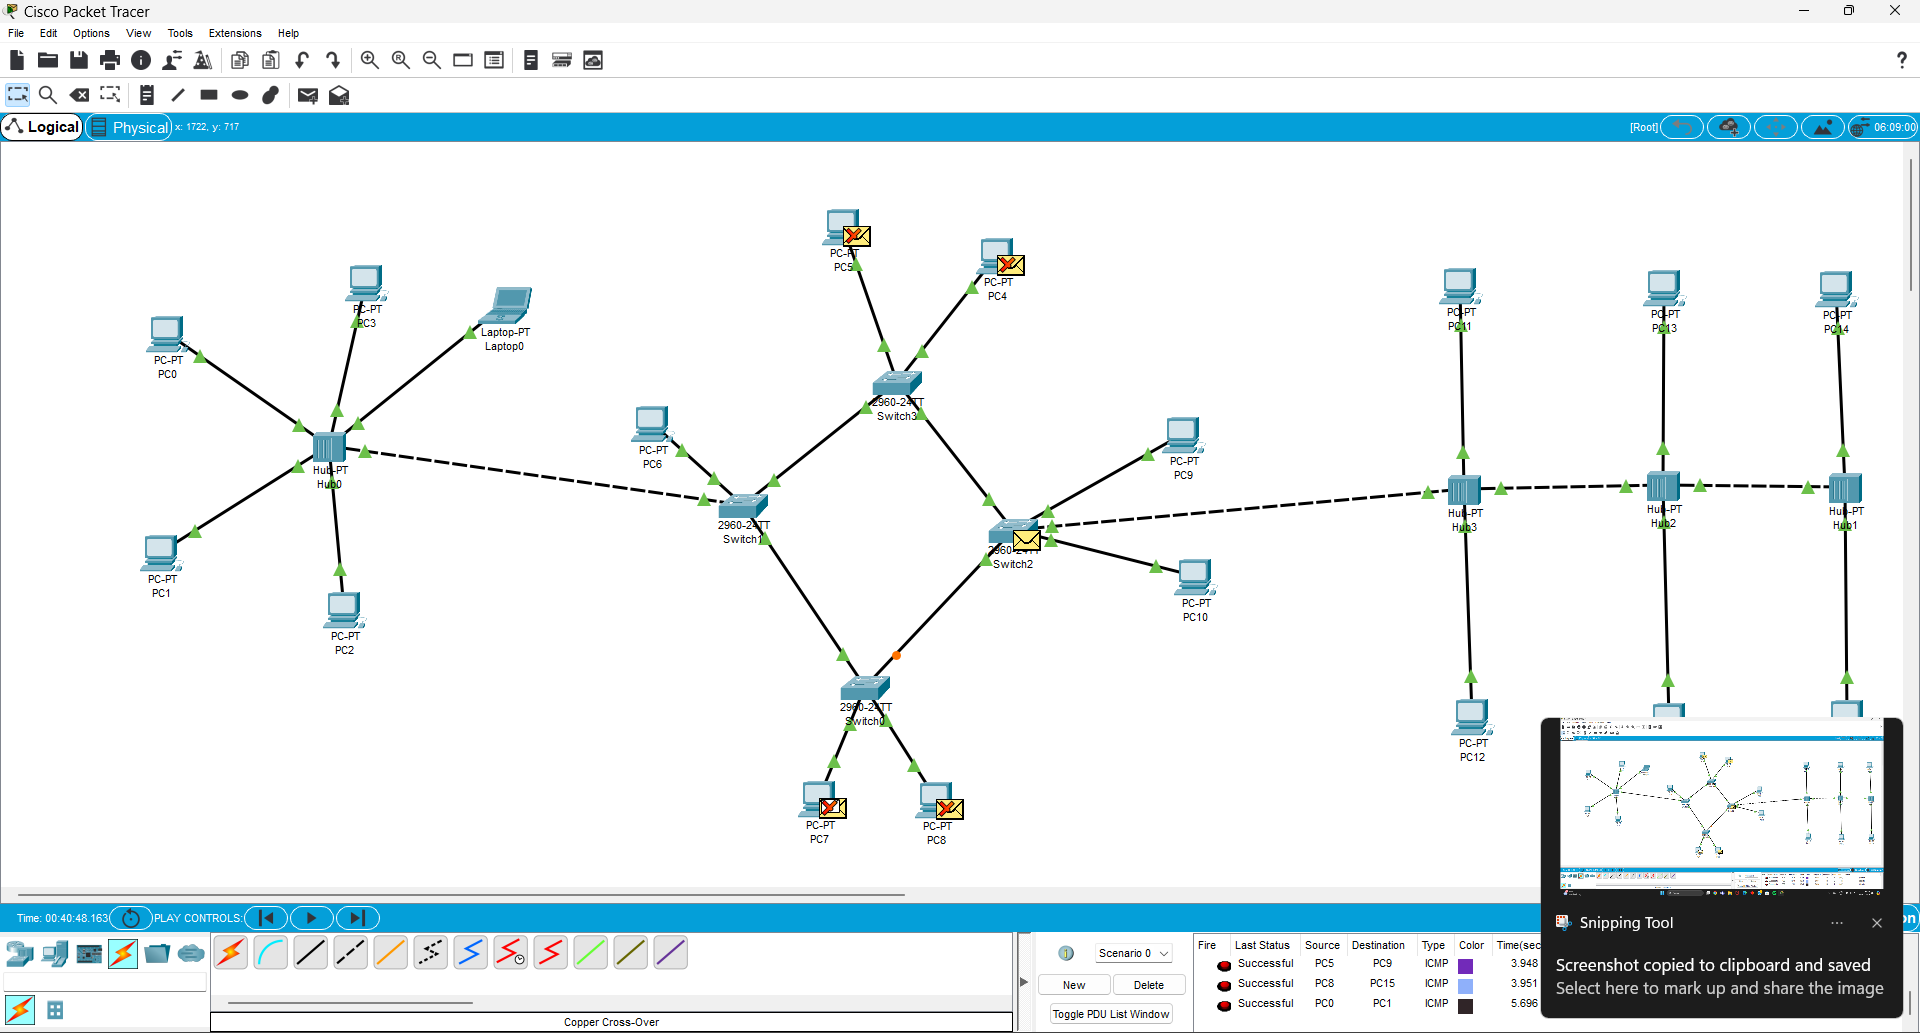 Cisco Packet Tracer
File Edit Options View Tools Extensions Help
Logical Physical x: 1722, y: 717 [Root] 06:09:00
PC-PT
PC5
PC-PT
PC4
PC-PT
PC3
Laptop-PT
Laptop0
PC-PT
PC0
PC-PT
PC11
PC-PT
PC13
PC-PT
PC14
2960-24TT
Switch3
PC-PT
PC6
PC-PT
PC9
Hub-PT
Hub0
2960-24TT
Switch1
2960-24TT
Switch2
Hub-PT
Hub3
Hub-PT
Hub2
Hub-PT
Hub1
PC-PT
PC1
PC-PT
PC10
PC-PT
PC2
2960-24TT
Switch0
PC-PT
PC12
PC-PT
PC7
PC-PT
PC8
Time: 00:40:48.163 PLAY CONTROLS:
Scenario 0
New Delete
Toggle PDU List Window
Fire Last Status Source Destination Type Color Time(sec
Successful PC5 PC9 ICMP 3.948
Successful PC8 PC15 ICMP 3.951
Successful PC0 PC1 ICMP 5.696
Copper Cross-Over
Snipping Tool
Screenshot copied to clipboard and saved
Select here to mark up and share the image